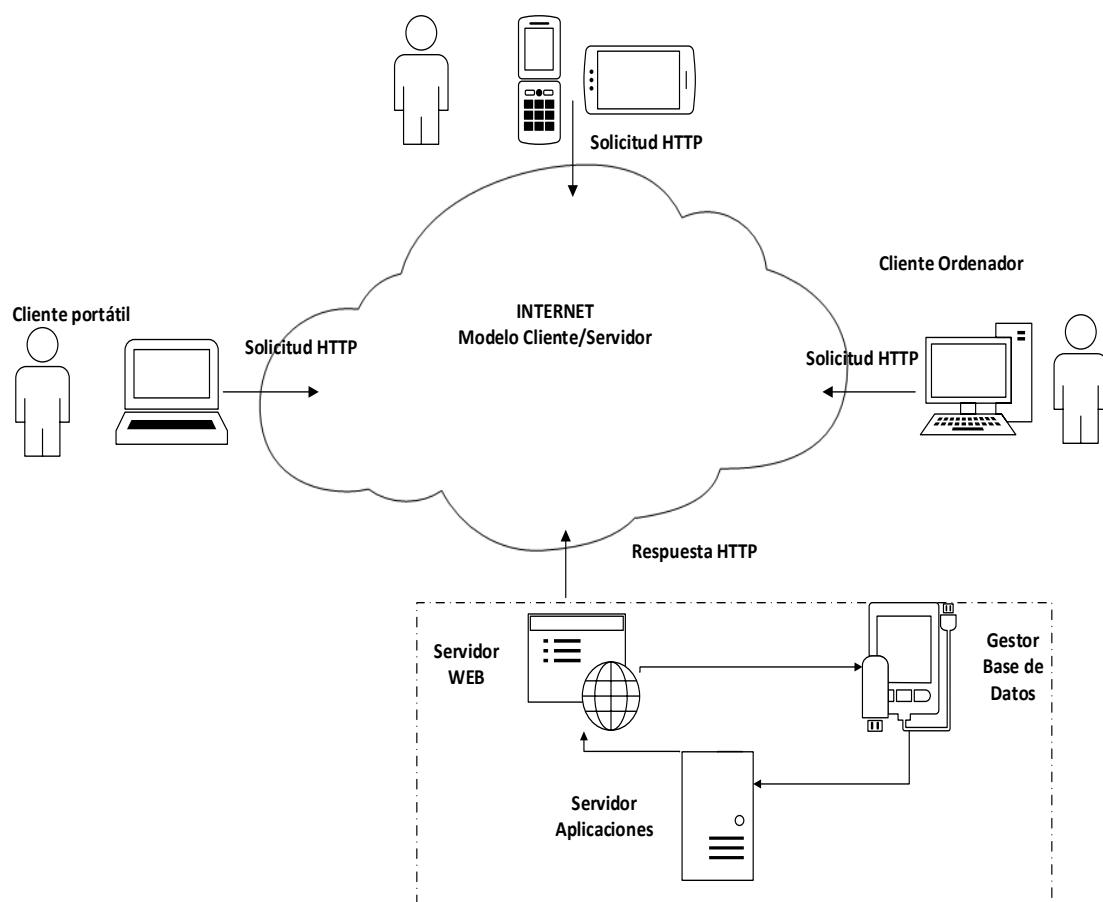 Solicitud HTTP
Cliente Ordenador
INTERNET
Modelo Cliente/Servidor
Cliente portátil
Solicitud HTTP
Solicitud HTTP
Respuesta HTTP
Servidor
WEB
Gestor
Base de
Datos
Servidor
Aplicaciones